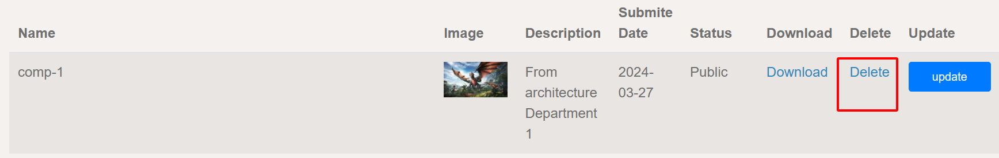 Name Image Description Submite Date Status Download Delete Update
comp-1 From 2024- Public Download Delete update
architecture 03-27
Department
1